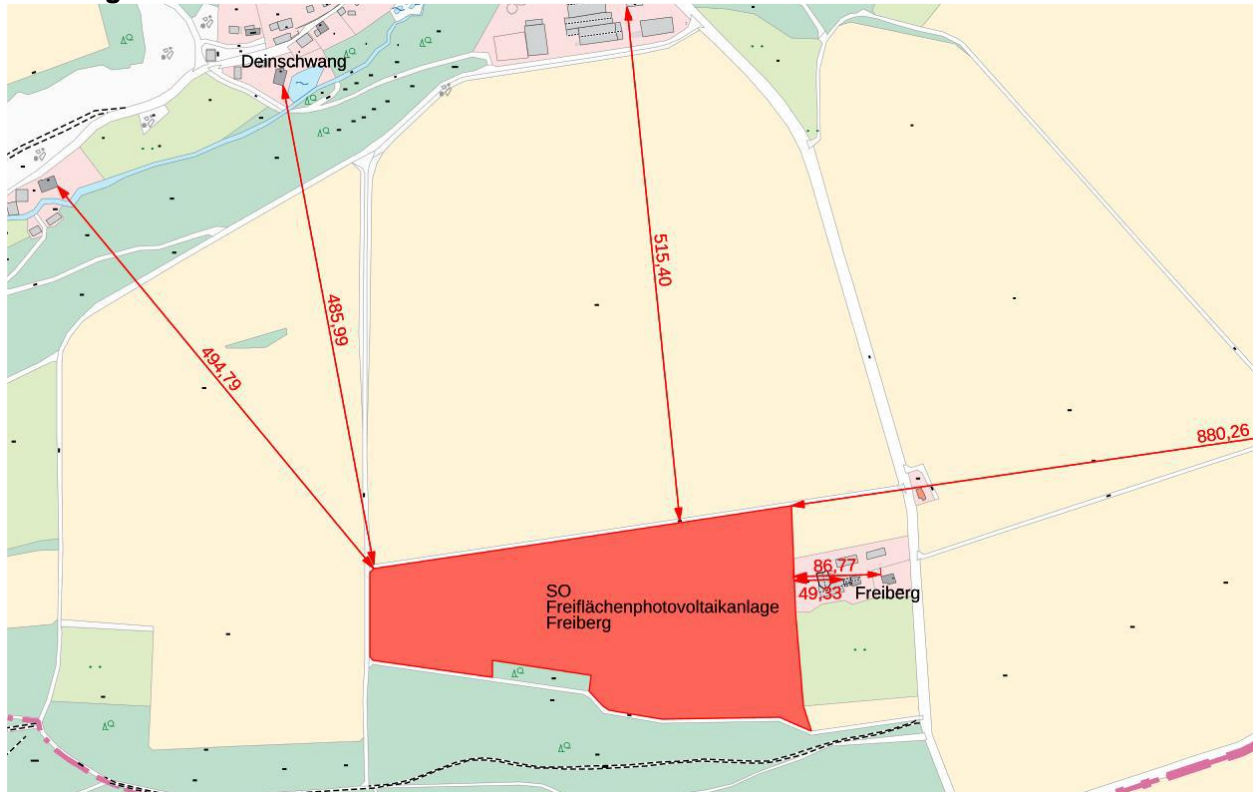 Deinschwang
515,40
485,99
494,79
880,26
86,77
49,33
Freiberg
SO
Freiflächenphotovoltaikanlage
Freiberg